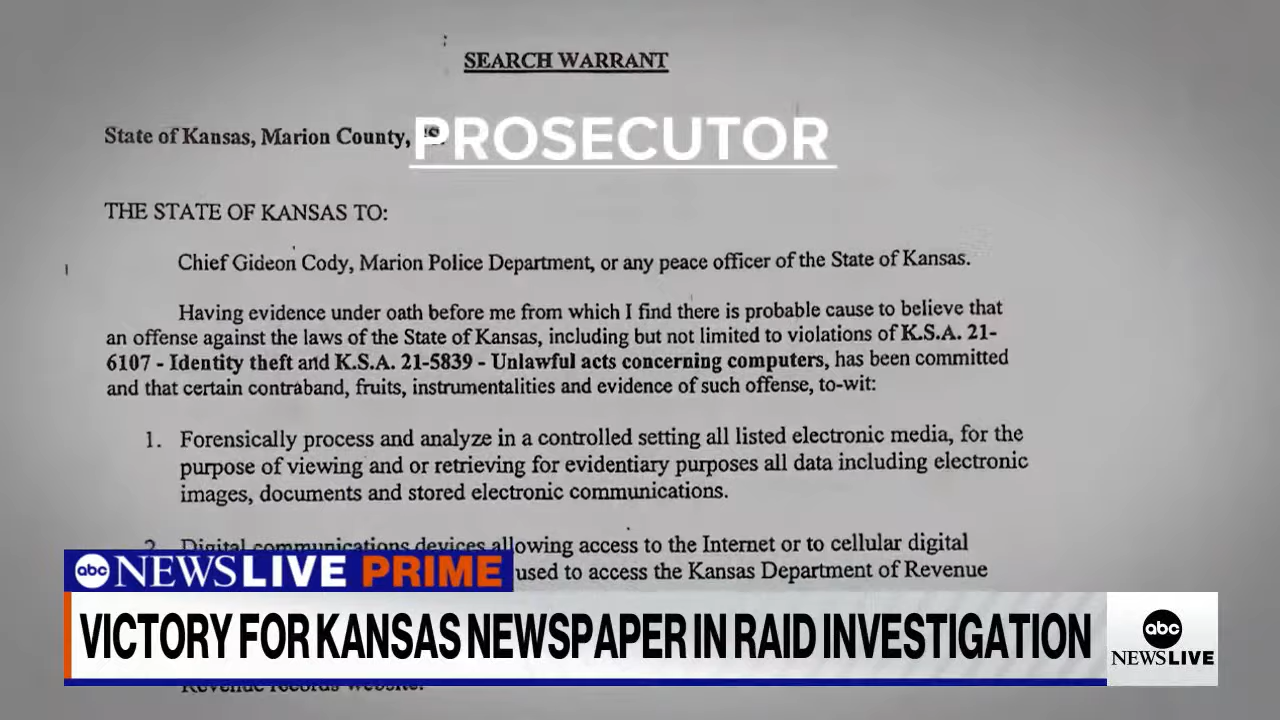 SEARCH WARRANT
State of Kansas, Marion County,
PROSECUTOR
THE STATE OF KANSAS TO:
Chief Gideon Cody, Marion Police Department, or any peace officer of the State of Kansas.
Having evidence under oath before me from which I find there is probable cause to believe that
an offense against the laws of the State of Kansas, including but not limited to violations of K.S.A. 21-
6107 - Identity theft and K.S.A. 21-5839 - Unlawful acts concerning computers, has been committed
and that certain contraband, fruits, instrumentalities and evidence of such offense, to-wit:
1. Forensically process and analyze in a controlled setting all listed electronic media, for the
purpose of viewing and or retrieving for evidentiary purposes all data including electronic
images, documents and stored electronic communications.
2. Digital communications devices allowing access to the Internet or to cellular digital
used to access the Kansas Department of Revenue
abc NEWS LIVE PRIME
VICTORY FOR KANSAS NEWSPAPER IN RAID INVESTIGATION
abc
NEWS LIVE
Revenue records website.